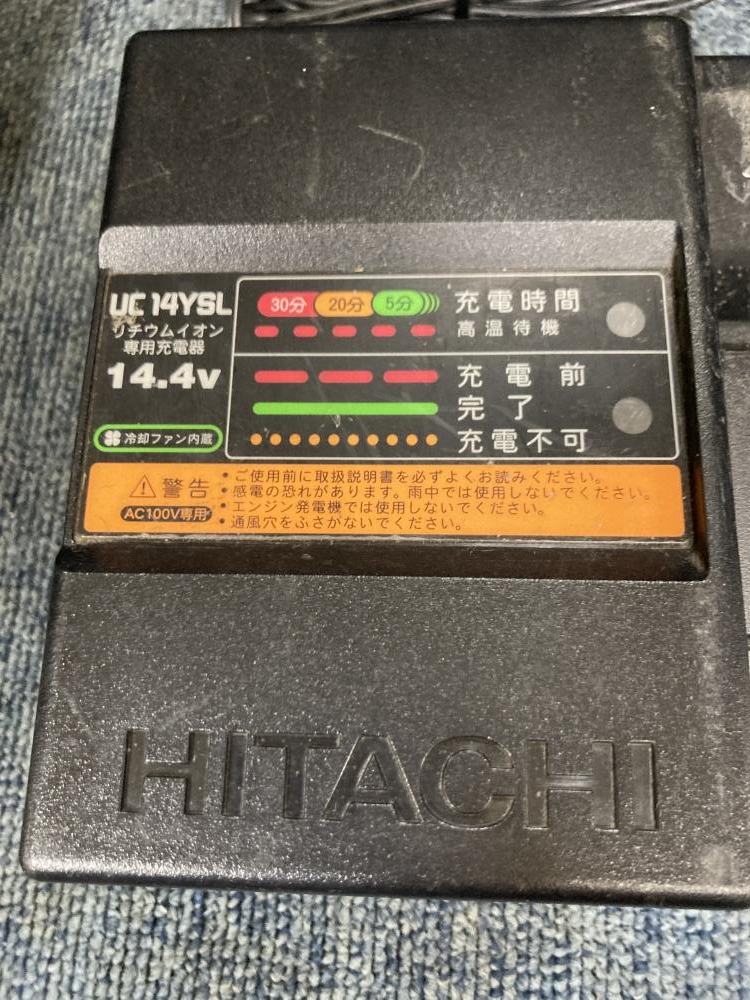 UC 14YSL
リチウムイオン
専用充電器
14.4v
冷却ファン内蔵
30分 20分 5分 充電時間
高温待機
充電前
完了
充電不可
警告
AC100V専用
・ご使用前に取扱説明書を必ずよくお読みください。
・感電の恐れがあります。雨中では使用しないでください。
・エンジン発電機では使用しないでください。
・通風穴をふさがないでください。
HITACHI